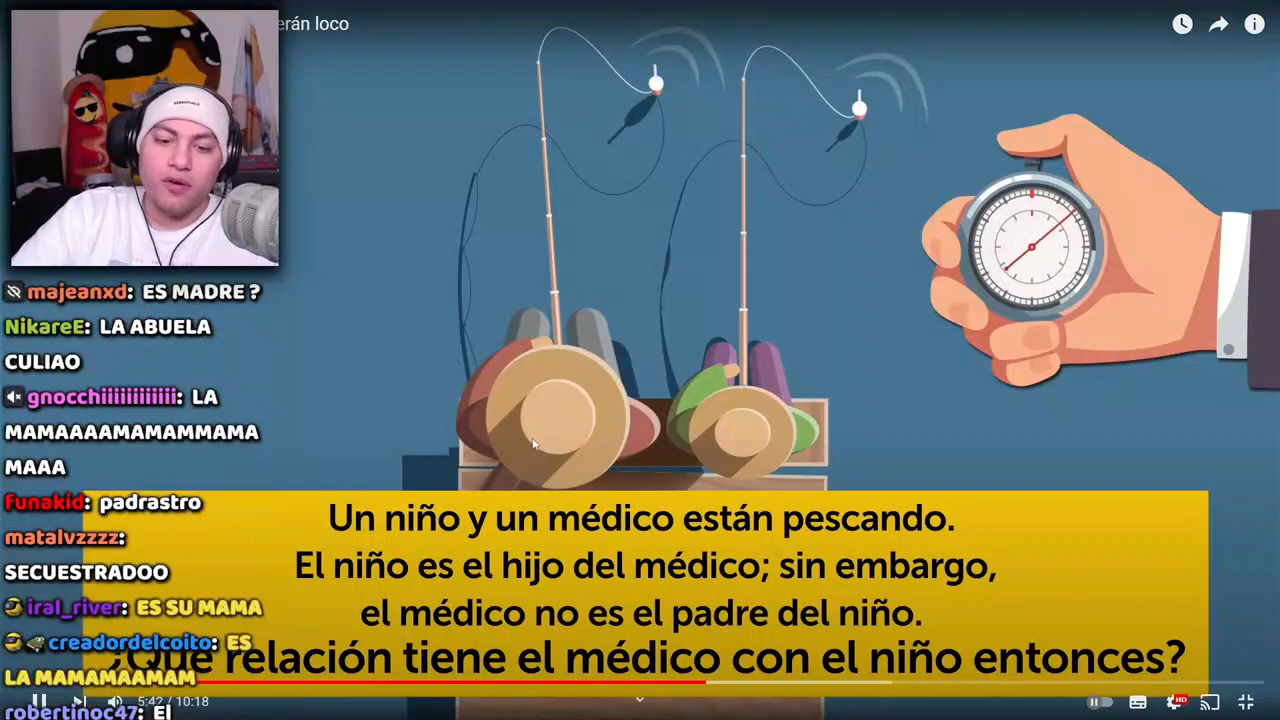 erán loco
majeanxd: ES MADRE ?
NikareE: LA ABUELA
CULIAO
gnocchiiiiiiiiiiiii: LA
MAMAAAAMAMAMMAMA
MAAA
funakid: padrastro
matalvzzzz:
SECUESTRADOO
iral_river: ES SU MAMA
creadordelcoito: ES
LA MAMAMAAMAM
robertinoc47: El
Un niño y un médico están pescando.
El niño es el hijo del médico; sin embargo,
el médico no es el padre del niño.
¿Qué relación tiene el médico con el niño entonces?
5:42 / 10:18
HD